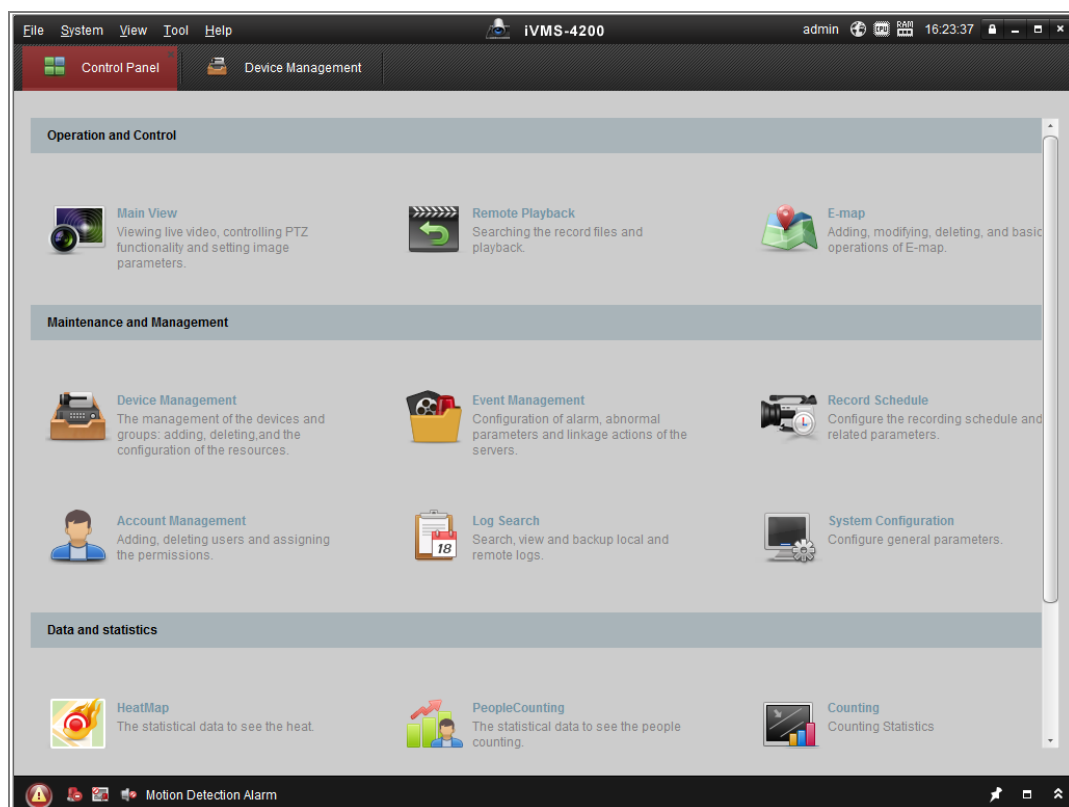 File System View Tool Help iVMS-4200 admin CPU RAM 16:23:37
Control Panel Device Management
Operation and Control
Main View
Viewing live video, controlling PTZ
functionality and setting image
parameters.
Remote Playback
Searching the record files and
playback.
E-map
Adding, modifying, deleting, and basic
operations of E-map.
Maintenance and Management
Device Management
The management of the devices and
groups: adding, deleting,and the
configuration of the resources.
Event Management
Configuration of alarm, abnormal
parameters and linkage actions of the
servers.
Record Schedule
Configure the recording schedule and
related parameters.
Account Management
Adding, deleting users and assigning
the permissions.
Log Search
Search, view and backup local and
remote logs.
18
System Configuration
Configure general parameters.
Data and statistics
HeatMap
The statistical data to see the heat.
PeopleCounting
The statistical data to see the people
counting.
Counting
Counting Statistics
Motion Detection Alarm